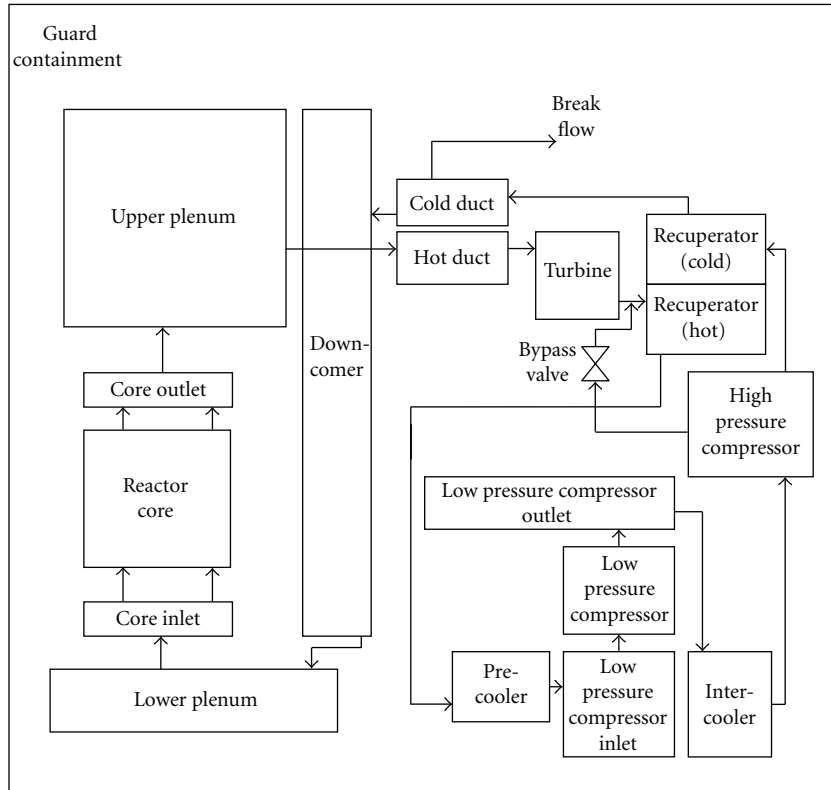 Guard
containment
Break
flow
Upper plenum
Cold duct
Hot duct
Turbine
Recuperator
(cold)
Recuperator
(hot)
Down-
comer
Bypass
valve
Core outlet
High
pressure
compressor
Reactor
core
Low pressure compressor
outlet
Low
pressure
compressor
Core inlet
Lower plenum
Pre-
cooler
Low
pressure
compressor
inlet
Inter-
cooler